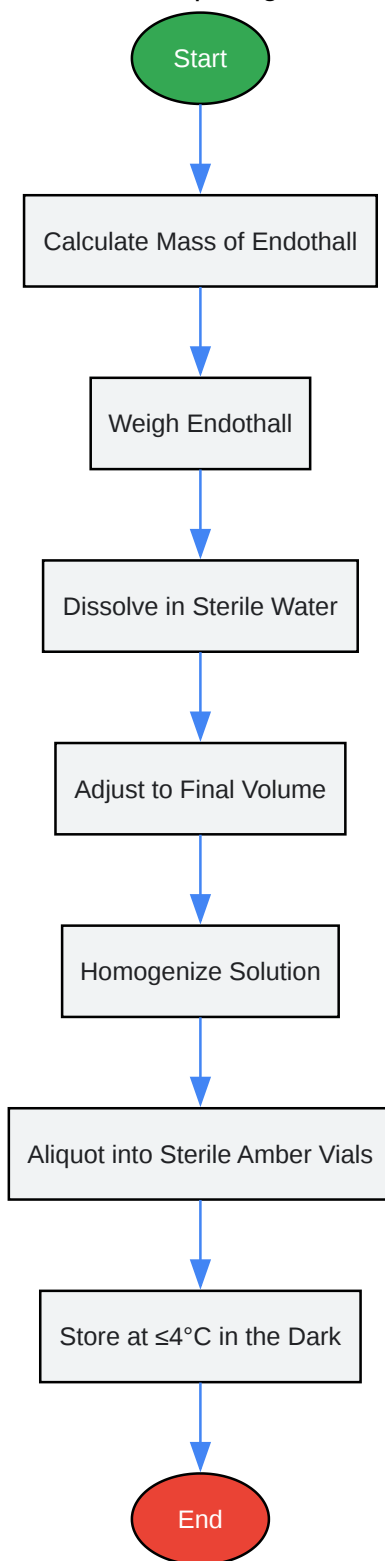 Start
Calculate Mass of Endothall
Weigh Endothall
Dissolve in Sterile Water
Adjust to Final Volume
Homogenize Solution
Aliquot into Sterile Amber Vials
Store at ≤4°C in the Dark
End